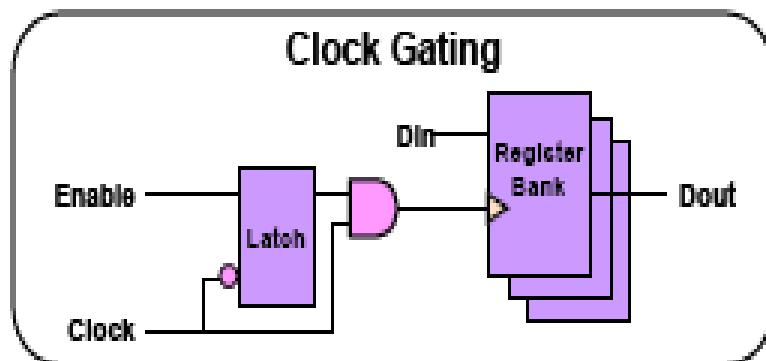 Clock Gating
Din
Register
Bank
Enable
Dout
Latch
Clock